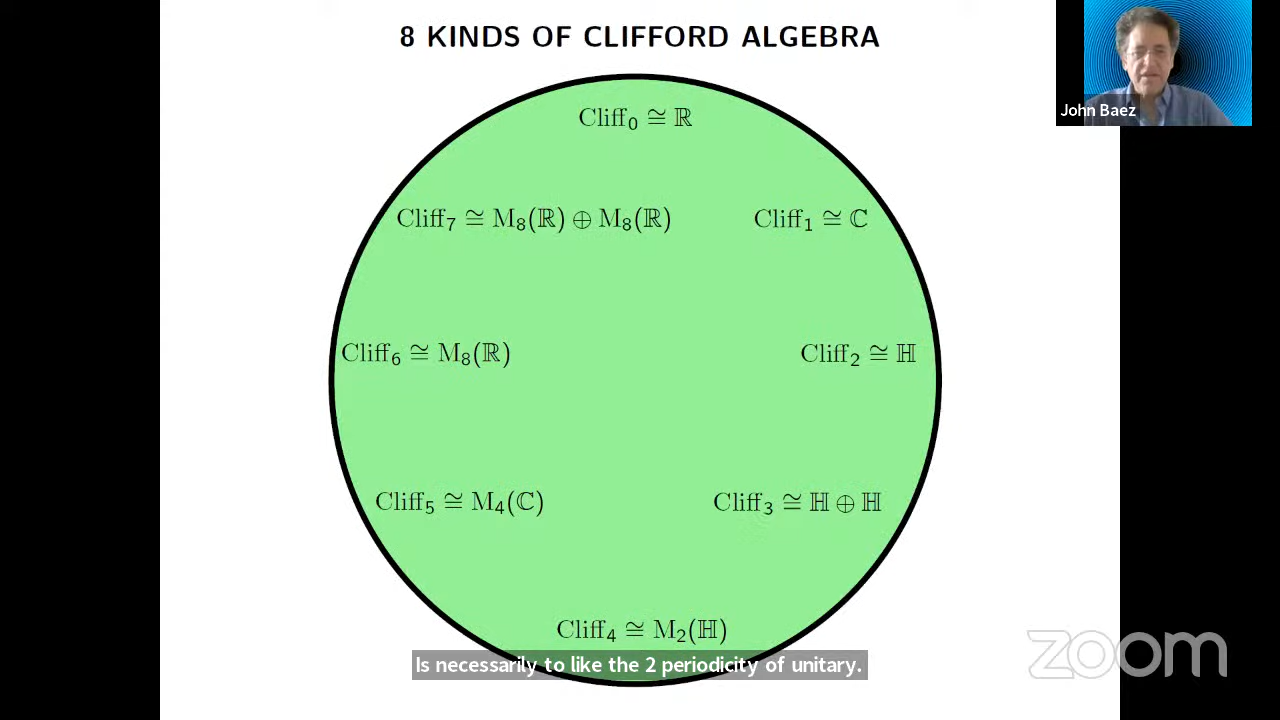 8 KINDS OF CLIFFORD ALGEBRA
John Baez
Cliff₀ ≅ ℝ
Cliff₇ ≅ M₈(ℝ) ⊕ M₈(ℝ)
Cliff₁ ≅ ℂ
Cliff₆ ≅ M₈(ℝ)
Cliff₂ ≅ ℍ
Cliff₅ ≅ M₄(ℂ)
Cliff₃ ≅ ℍ ⊕ ℍ
Cliff₄ ≅ M₂(ℍ)
Is necessarily to like the 2 periodicity of unitary.
zoom